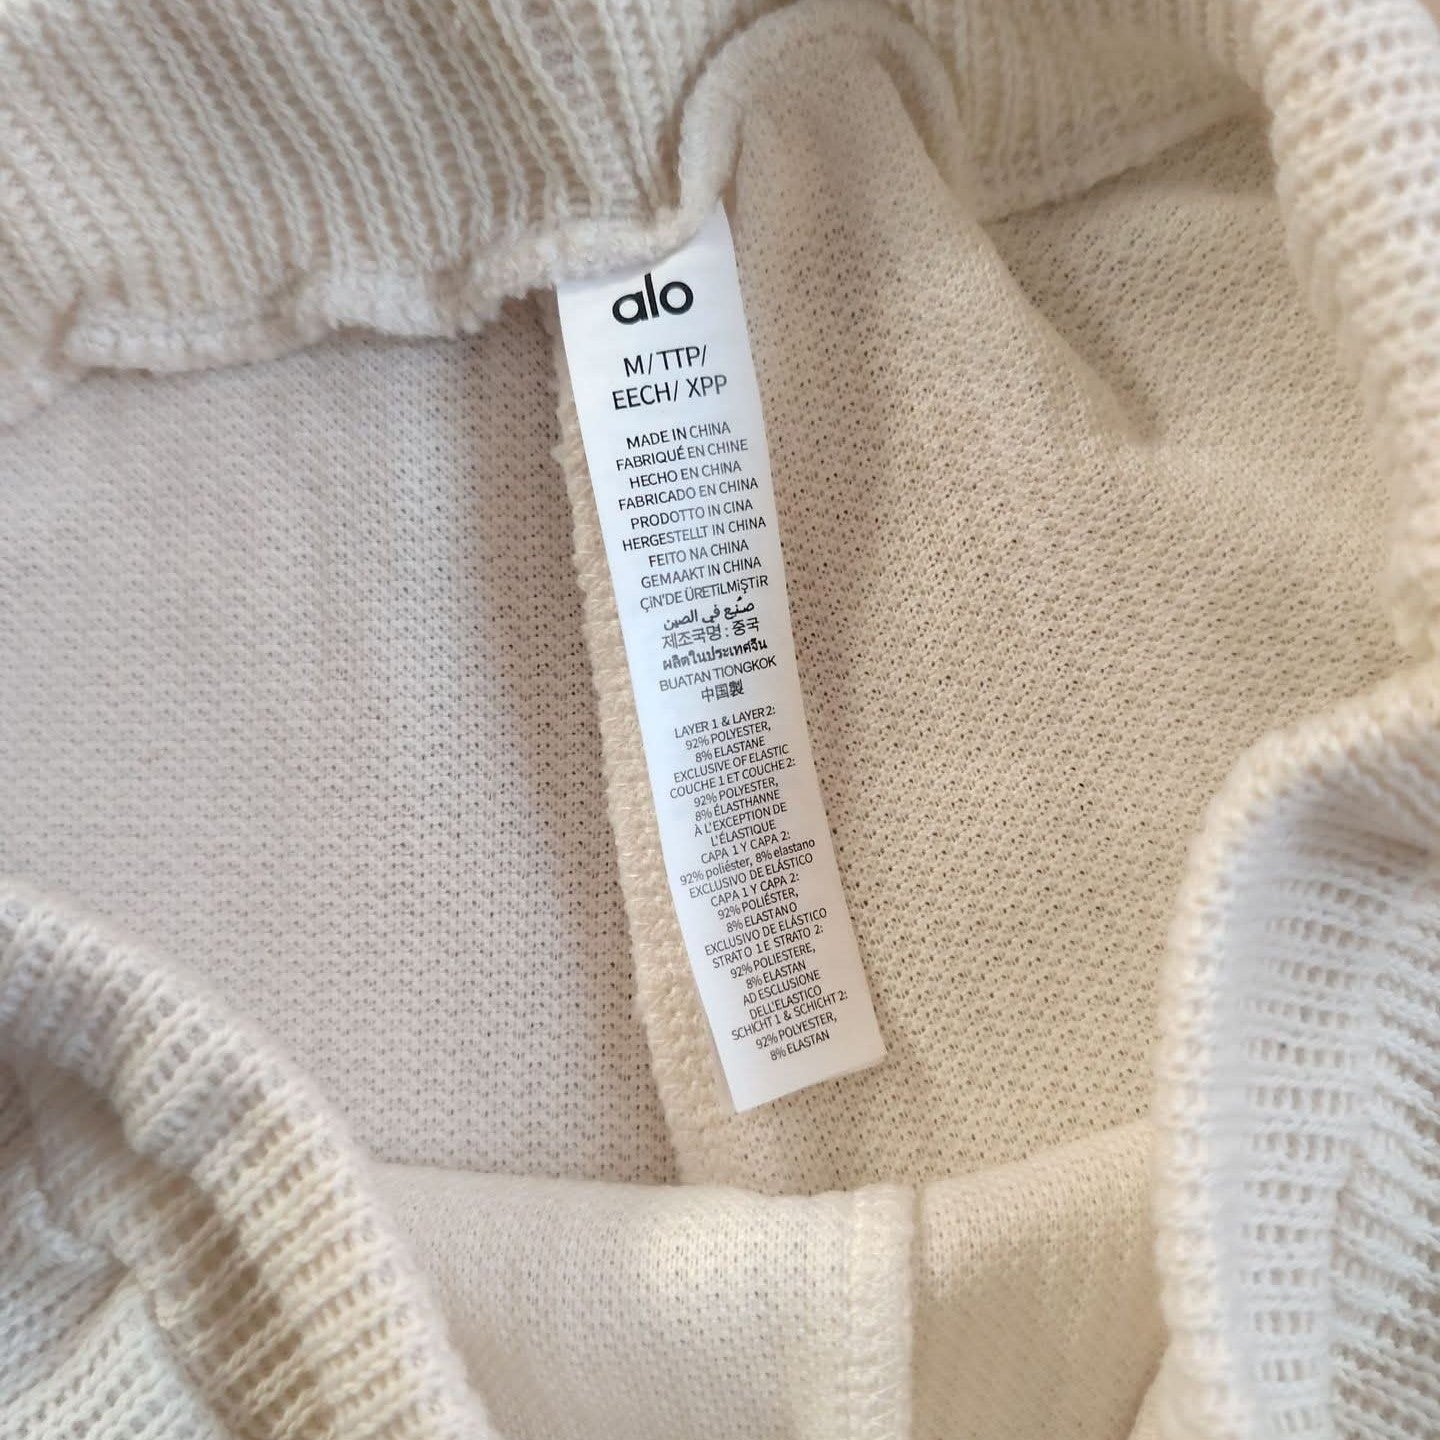 alo
M/TTP/
EECH/ XPP
MADE IN CHINA
FABRIQUÉ EN CHINE
HECHO EN CHINA
FABRICADO EN CHINA
PRODOTTO IN CINA
HERGESTELLT IN CHINA
FEITO NA CHINA
GEMAAKT IN CHINA
ÇiN'DE ÜRETiLMiŞTiR
صنع في الصين
제조국명 : 중국
ผลิตในประเทศจีน
BUATAN TIONGKOK
中国製
LAYER 1 & LAYER 2:
92% POLYESTER,
8% ELASTANE
EXCLUSIVE OF ELASTIC
COUCHE 1 ET COUCHE 2:
92% POLYESTER,
8% ÉLASTHANNE
À L'EXCEPTION DE
L'ÉLASTIQUE
CAPA 1 Y CAPA 2:
92% poliéster, 8% elastano
EXCLUSIVO DE ELÁSTICO
CAPA 1 Y CAPA 2:
92% POLIÉSTER,
8% ELASTANO
EXCLUSIVO DE ELÁSTICO
STRATO 1 E STRATO 2:
92% POLIESTERE,
8% ELASTAN
AD ESCLUSIONE
DELL'ELASTICO
SCHICHT 1 & SCHICHT 2:
92% POLYESTER,
8% ELASTAN